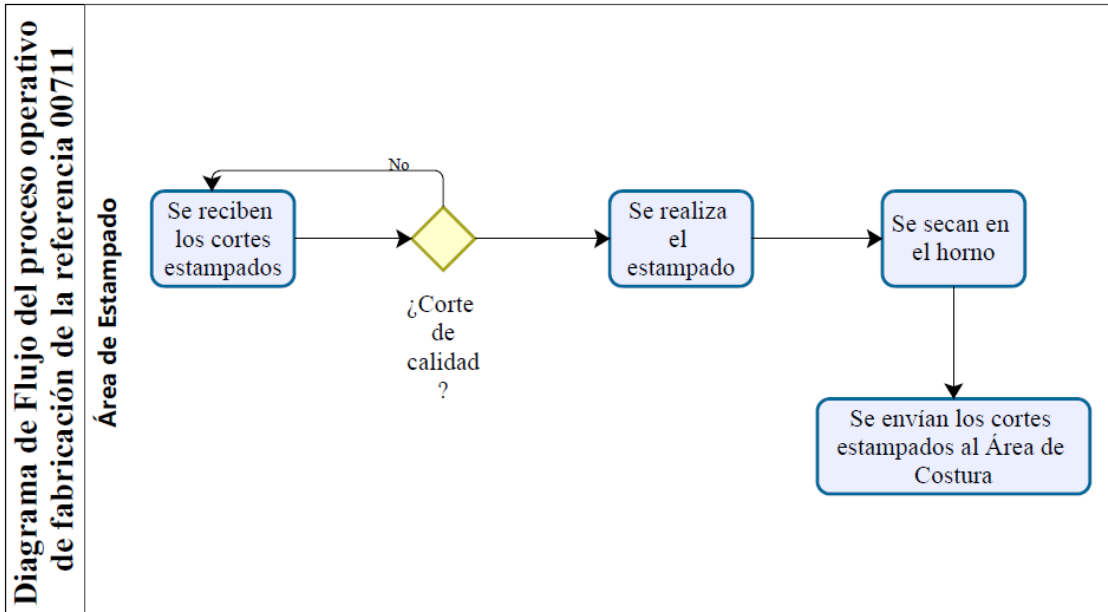 Diagrama de Flujo del proceso operativo
de fabricación de la referencia 00711
Área de Estampado
No
Se reciben
los cortes
estampados
¿Corte
de
calidad
?
Se realiza
el
estampado
Se secan en
el horno
Se envían los cortes
estampados al Área de
Costura